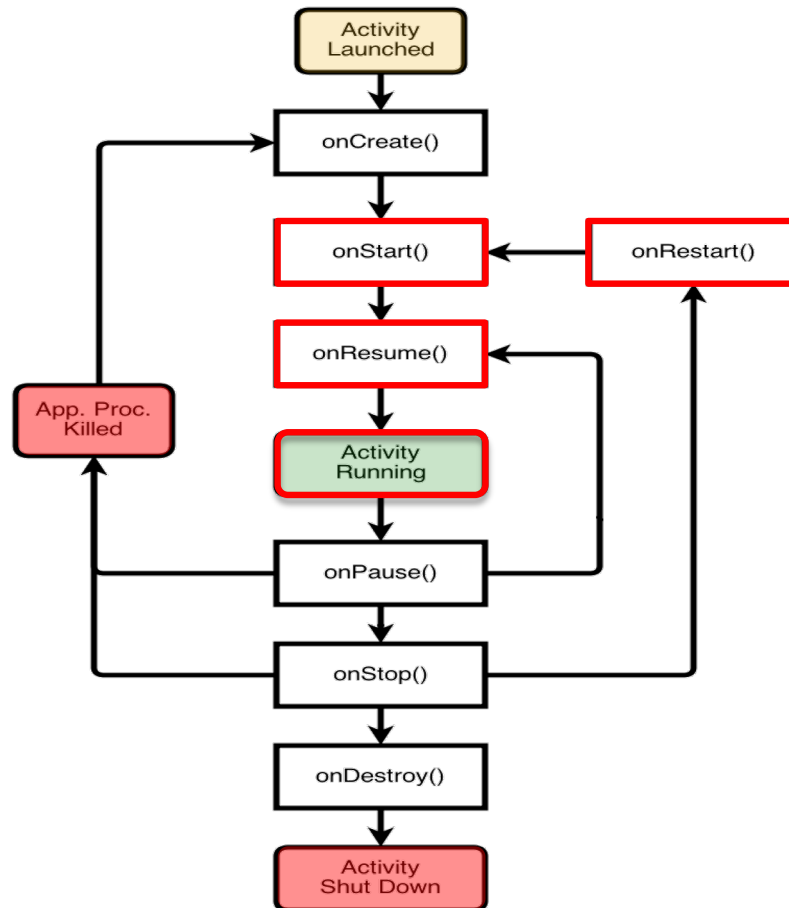 Activity
Launched
onCreate()
onStart()
onRestart()
onResume()
App. Proc.
Killed
Activity
Running
onPause()
onStop()
onDestroy()
Activity
Shut Down